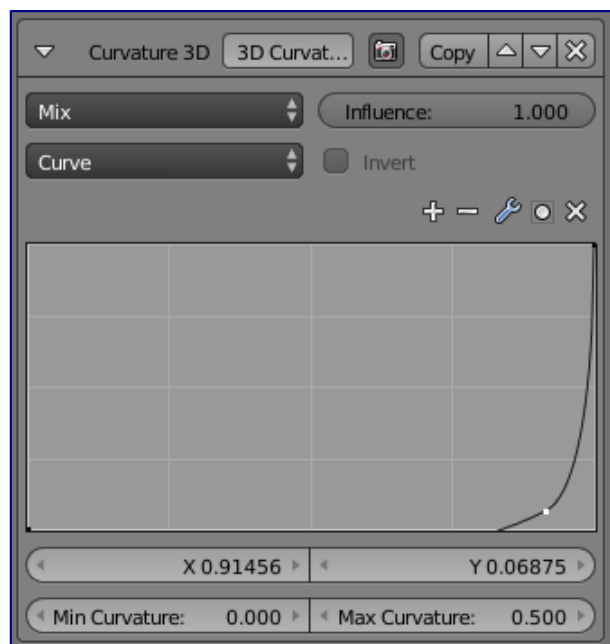 Curvature 3D 3D Curvat... Copy
Mix Influence: 1.000
Curve Invert
X 0.91456 Y 0.06875
Min Curvature: 0.000 Max Curvature: 0.500